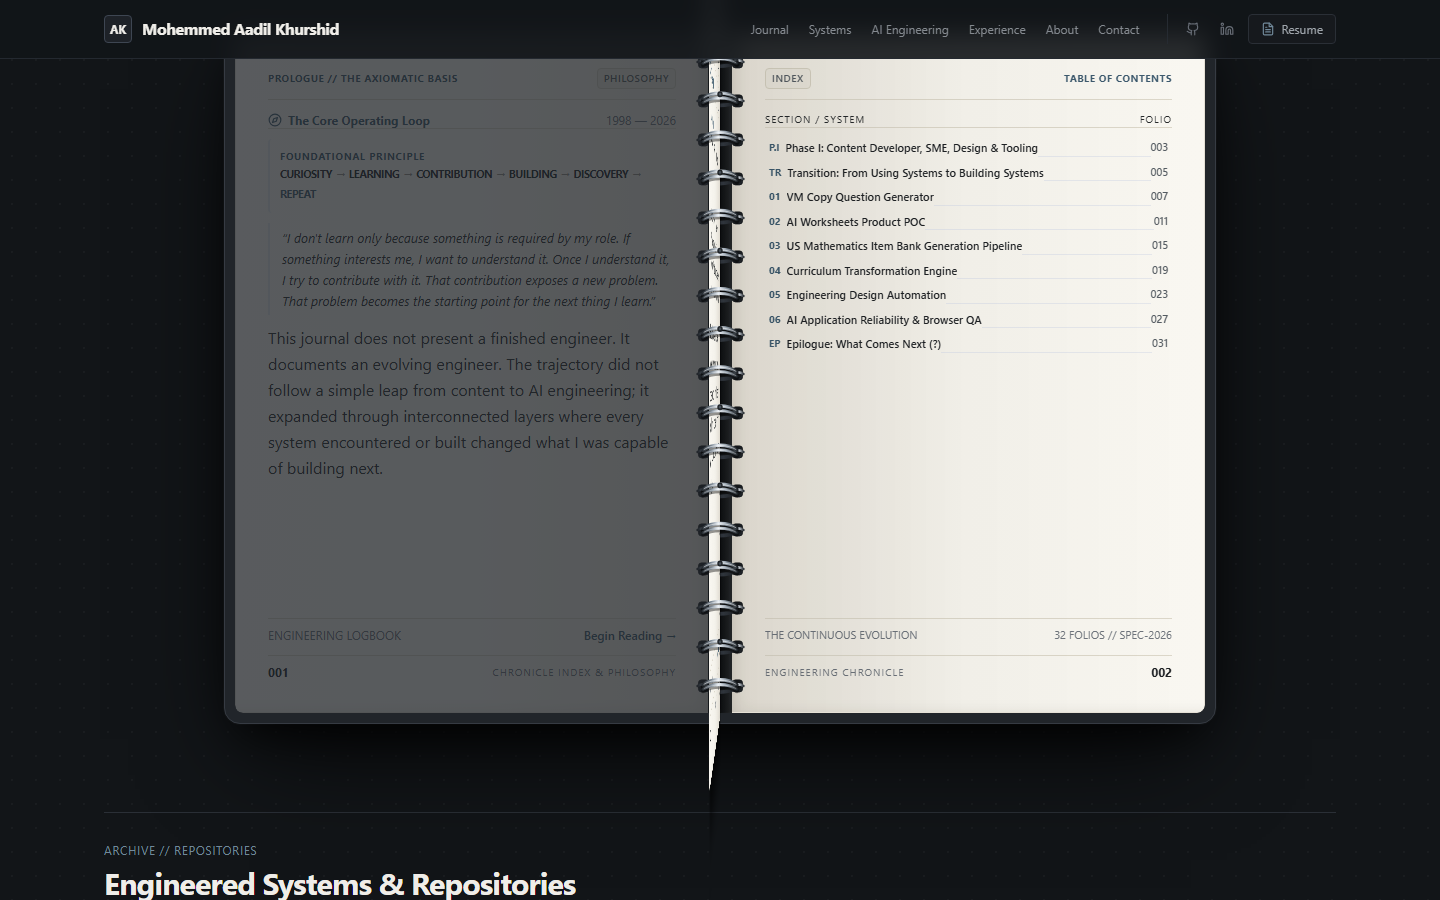 AK Mohemmed Aadil Khurshid
Journal Systems AI Engineering Experience About Contact Resume
PROLOGUE // THE AXIOMATIC BASIS PHILOSOPHY
The Core Operating Loop 1998 — 2026
FOUNDATIONAL PRINCIPLE
CURIOSITY → LEARNING → CONTRIBUTION → BUILDING → DISCOVERY →
REPEAT
"I don't learn only because something is required by my role. If
something interests me, I want to understand it. Once I understand it,
I try to contribute with it. That contribution exposes a new problem.
That problem becomes the starting point for the next thing I learn."
This journal does not present a finished engineer. It
documents an evolving engineer. The trajectory did not
follow a simple leap from content to AI engineering; it
expanded through interconnected layers where every
system encountered or built changed what I was capable
of building next.
ENGINEERING LOGBOOK Begin Reading →
001 CHRONICLE INDEX & PHILOSOPHY
INDEX TABLE OF CONTENTS
SECTION / SYSTEM FOLIO
P.I Phase I: Content Developer, SME, Design & Tooling 003
TR Transition: From Using Systems to Building Systems 005
01 VM Copy Question Generator 007
02 AI Worksheets Product POC 011
03 US Mathematics Item Bank Generation Pipeline 015
04 Curriculum Transformation Engine 019
05 Engineering Design Automation 023
06 AI Application Reliability & Browser QA 027
EP Epilogue: What Comes Next (?) 031
THE CONTINUOUS EVOLUTION 32 FOLIOS // SPEC-2026
ENGINEERING CHRONICLE 002
ARCHIVE // REPOSITORIES
Engineered Systems & Repositories